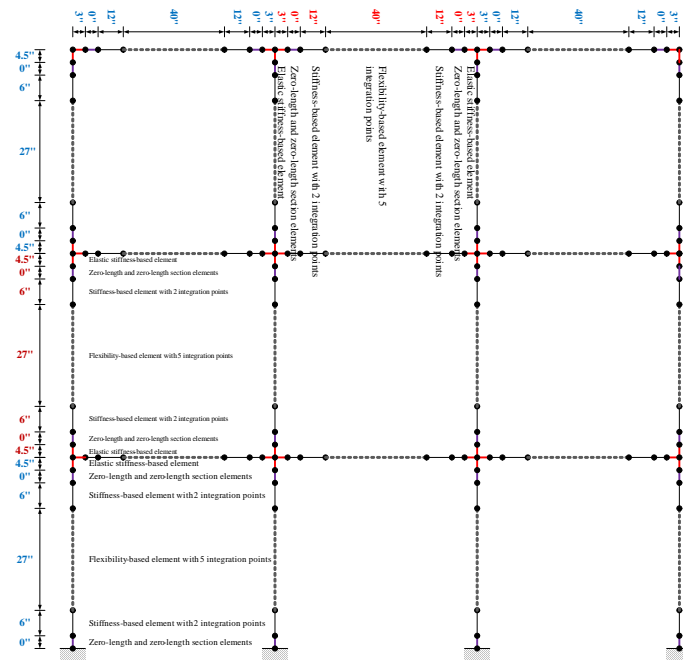 3" 0" 12" 40" 12" 0" 3" 3" 0" 12" 40" 12" 0" 3" 3" 0" 12" 40" 12" 0" 3"
4.5"
0"
6"
27"
6"
0"
4.5"
4.5"
0"
6"
27"
6"
0"
4.5"
4.5"
0"
6"
27"
6"
0"
Elastic stiffness-based element
Zero-length and zero-length section elements
Stiffness-based element with 2 integration points
Flexibility-based element with 5
integration points
Stiffness-based element with 2 integration points
Zero-length and zero-length section elements
Elastic stiffness-based element
Elastic stiffness-based element
Zero-length and zero-length section elements
Stiffness-based element with 2 integration points
Flexibility-based element with 5 integration points
Stiffness-based element with 2 integration points
Zero-length and zero-length section elements
Elastic stiffness-based element
Elastic stiffness-based element
Zero-length and zero-length section elements
Stiffness-based element with 2 integration points
Flexibility-based element with 5 integration points
Stiffness-based element with 2 integration points
Zero-length and zero-length section elements